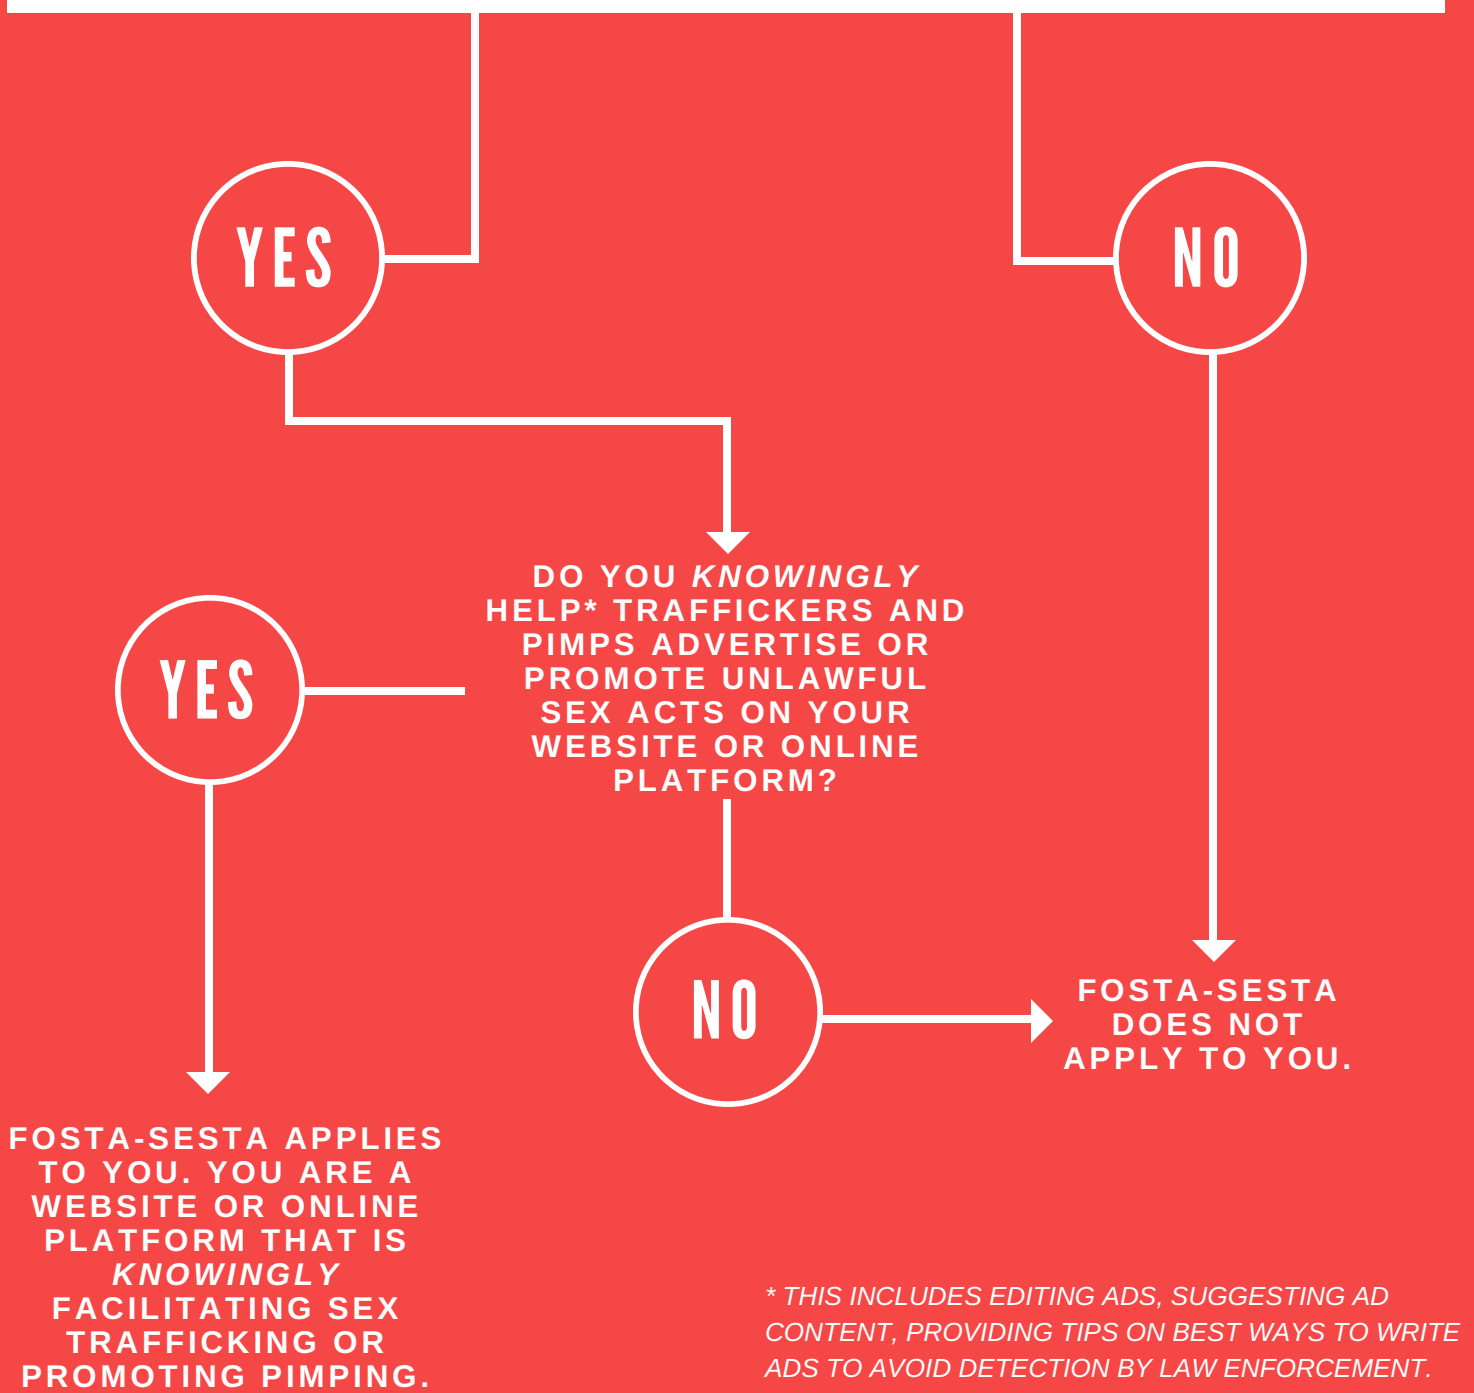 YES
NO
DO YOU KNOWINGLY
HELP* TRAFFICKERS AND
PIMPS ADVERTISE OR
PROMOTE UNLAWFUL
SEX ACTS ON YOUR
WEBSITE OR ONLINE
PLATFORM?
YES
NO
FOSTA-SESTA
DOES NOT
APPLY TO YOU.
FOSTA-SESTA APPLIES
TO YOU. YOU ARE A
WEBSITE OR ONLINE
PLATFORM THAT IS
KNOWINGLY
FACILITATING SEX
TRAFFICKING OR
PROMOTING PIMPING.
* THIS INCLUDES EDITING ADS, SUGGESTING AD
CONTENT, PROVIDING TIPS ON BEST WAYS TO WRITE
ADS TO AVOID DETECTION BY LAW ENFORCEMENT.